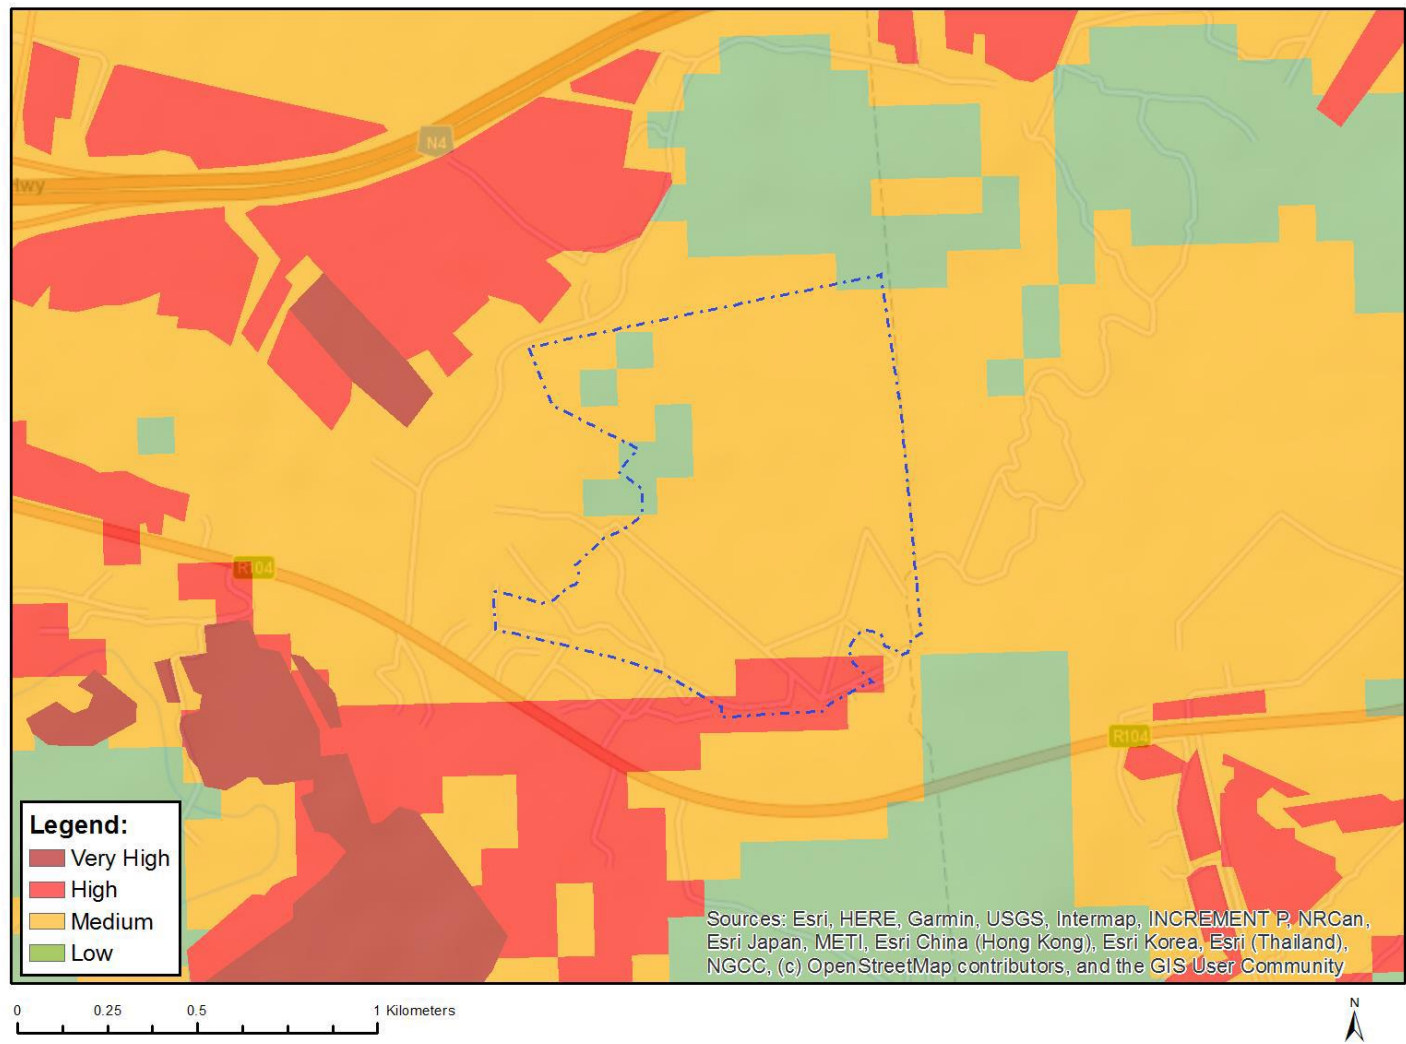 N4
Hwy
R104
R104
Legend:
Very High
High
Medium
Low
Sources: Esri, HERE, Garmin, USGS, Intermap, INCREMENT P, NRCan,
Esri Japan, METI, Esri China (Hong Kong), Esri Korea, Esri (Thailand),
NGCC, (c) OpenStreetMap contributors, and the GIS User Community
0 0.25 0.5 1 Kilometers
N